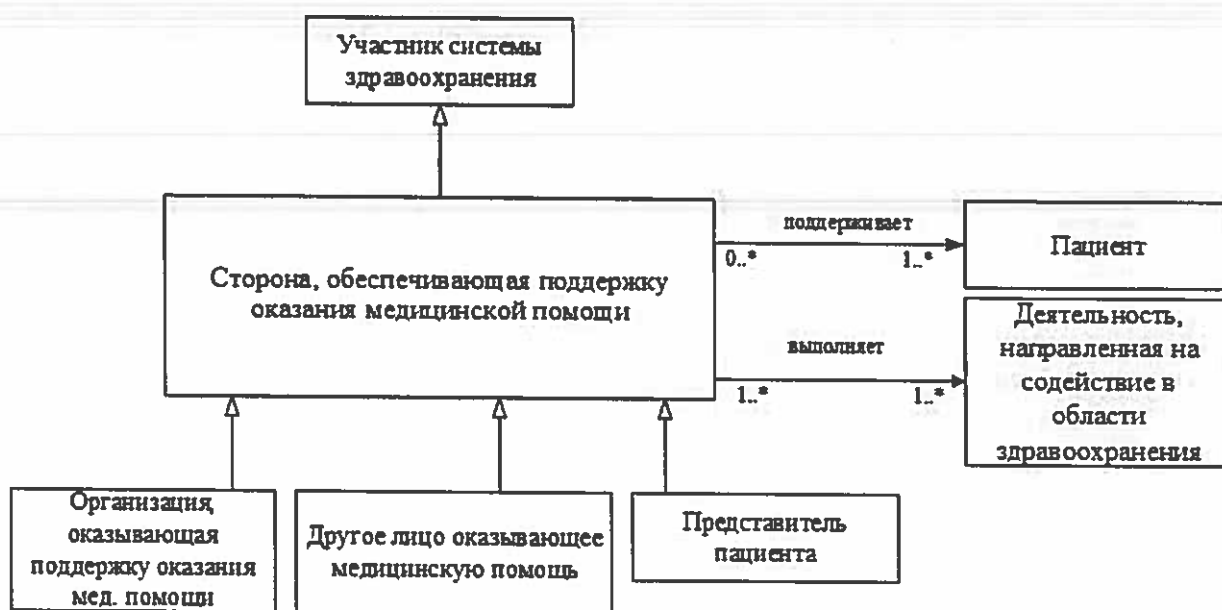 Участник системы
здравоохранения
Сторона, обеспечивающая поддержку
оказания медицинской помощи
поддерживает
0..*
1..*
Пациент
выполняет
1..*
1..*
Деятельность,
направленная на
содействие в
области
здравоохранения
Организация,
оказывающая
поддержку оказания
мед. помощи
Другое лицо оказывающее
медицинскую помощь
Представитель
пациента